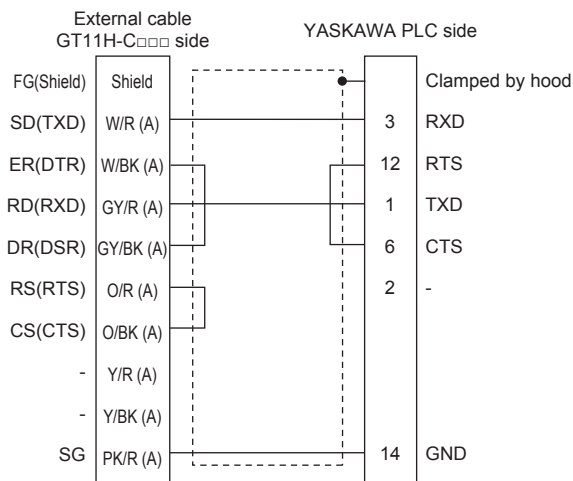 External cable
GT11H-C□□□ side
YASKAWA PLC side
FG(Shield) Shield Clamped by hood
SD(TXD) W/R (A) 3 RXD
ER(DTR) W/BK (A) 12 RTS
RD(RXD) GY/R (A) 1 TXD
DR(DSR) GY/BK (A) 6 CTS
RS(RTS) O/R (A) 2 -
CS(CTS) O/BK (A)
- Y/R (A)
- Y/BK (A)
SG PK/R (A) 14 GND